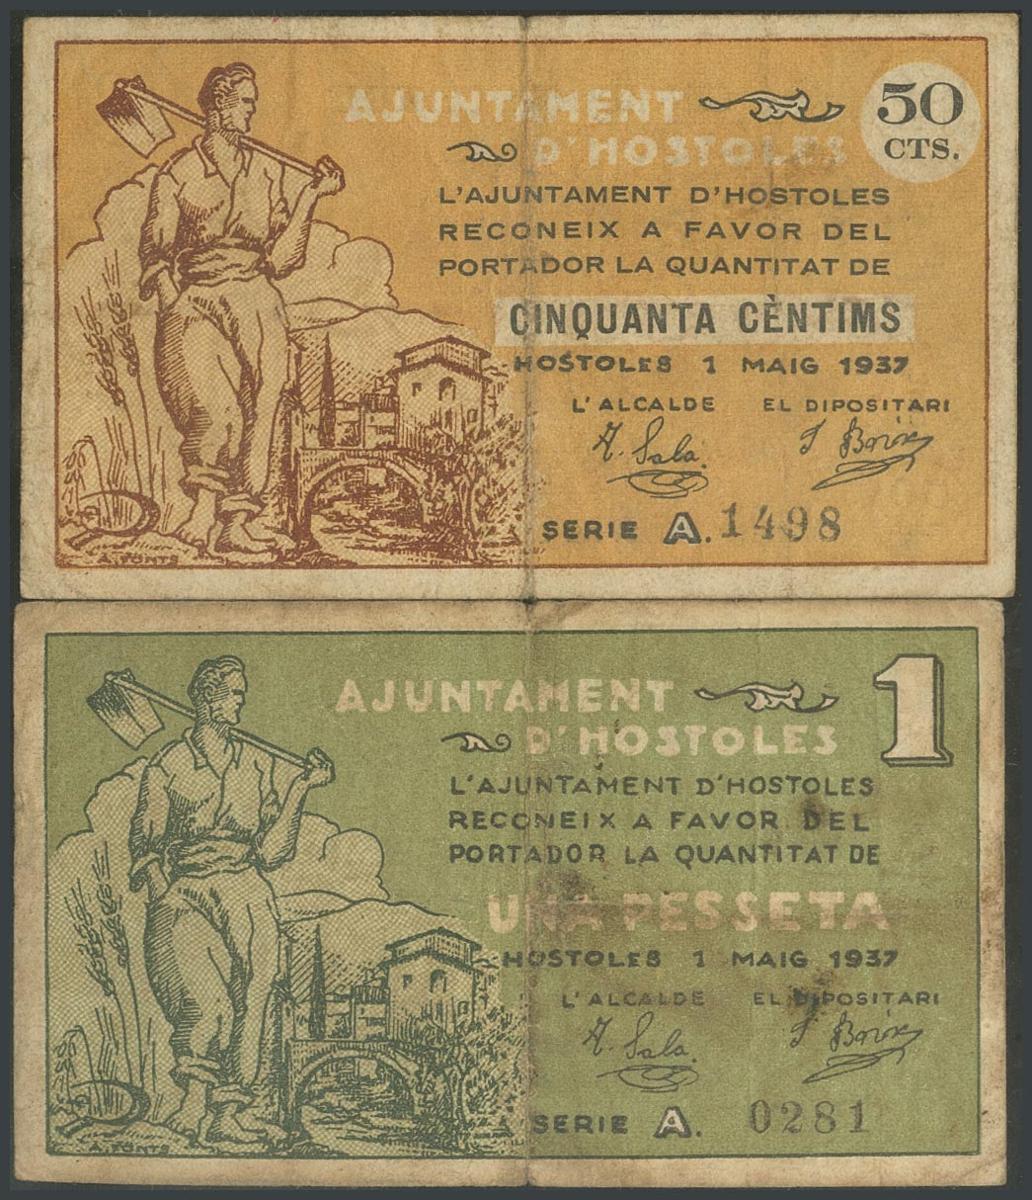 AJUNTAMENT
D'HOSTOLES
50
CTS.
L'AJUNTAMENT D'HOSTOLES
RECONEIX A FAVOR DEL
PORTADOR LA QUANTITAT DE
CINQUANTA CÈNTIMS
HOSTOLES 1 MAIG 1937
L'ALCALDE EL DIPOSITARI
A. FONTS
SERIE A. 1498
AJUNTAMENT
D'HOSTOLES
1
L'AJUNTAMENT D'HOSTOLES
RECONEIX A FAVOR DEL
PORTADOR LA QUANTITAT DE
UNA PESSETA
HOSTOLES 1 MAIG 1937
L'ALCALDE EL DIPOSITARI
A. FONTS
SERIE A. 0281